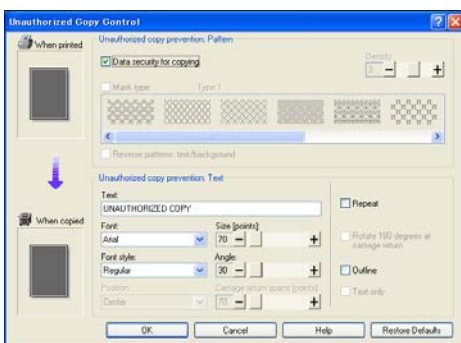 Unauthorized Copy Control
When printed
Unauthorized copy prevention: Pattern
Data security for copying
Density:
3
Mask type:
Type 1
Reverse patterns: text/background
When copied
Unauthorized copy prevention: Text
Text:
UNAUTHORIZED COPY
Font:
Size [points]:
Arial
70
Font style:
Angle:
Regular
30
Position:
Carriage return space [points]:
Center
70
Repeat
Rotate 180 degrees at
carriage return
Outline
Text only
OK
Cancel
Help
Restore Defaults